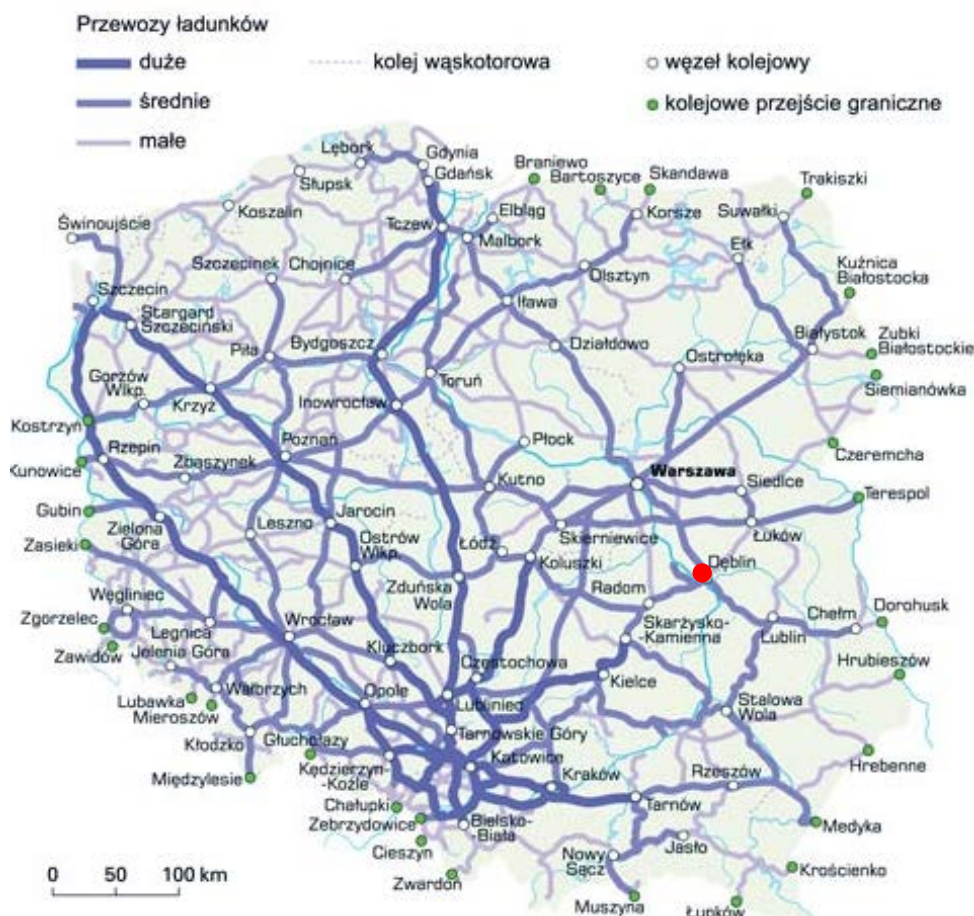 Przewozy ładunków
duże
kolej wąskotorowa
węzeł kolejowy
średnie
kolejowe przejście graniczne
małe
Lębork
Gdynia
Gdańsk
Słupsk
Braniewo
Bartoszyce
Skandawa
Trakiszki
Koszalin
Świnoujście
Tczew
Elbląg
Malbork
Korsze
Suwałki
Ełk
Szczecinek
Chojnice
Olsztyn
Kuźnica
Białostocka
Szczecin
Stargard
Szczeciński
Iława
Piła
Bydgoszcz
Działdowo
Ostrołęka
Białystok
Zubki
Białostockie
Siemianówka
Gorzów
Wlkp.
Krzyż
Toruń
Inowrocław
Kostrzyn
Rzepin
Kunowice
Zbąszynek
Poznań
Płock
Kutno
Warszawa
Siedlce
Czeremcha
Terespol
Gubin
Zielona
Góra
Leszno
Jarocin
Zasieki
Ostrów
Wlkp.
Łódź
Skierniewice
Koluszki
Łuków
Dęblin
Zduńska
Wola
Radom
Węgliniec
Zgorzelec
Legnica
Zawidów
Jelenia Góra
Wrocław
Kluczbork
Skarżysko-
-Kamienna
Lublin
Chełm
Dorohusk
Hrubieszów
Lubawka
Mieroszów
Wałbrzych
Opole
Częstochowa
Lubliniec
Kielce
Stalowa
Wola
Kłodzko
Głuchołazy
Tarnowskie Góry
Międzylesie
Kędzierzyn-
-Koźle
Katowice
Kraków
Rzeszów
Hrebenne
Chałupki
Zebrzydowice
Bielsko-
-Biała
Tarnów
Medyka
Cieszyn
Zwardoń
Nowy
Sącz
Jasło
Krościenko
Muszyna
Łupków
0 50 100 km